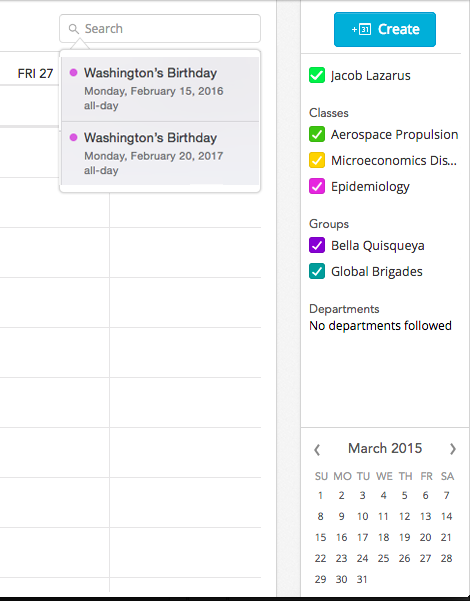 Search
FRI 27
Washington's Birthday
Monday, February 15, 2016
all-day
Washington's Birthday
Monday, February 20, 2017
all-day
+ 31 Create
Jacob Lazarus
Classes
Aerospace Propulsion
Microeconomics Dis...
Epidemiology
Groups
Bella Quisqueya
Global Brigades
Departments
No departments followed
March 2015
SU MO TU WE TH FR SA
1 2 3 4 5 6 7
8 9 10 11 12 13 14
15 16 17 18 19 20 21
22 23 24 25 26 27 28
29 30 31